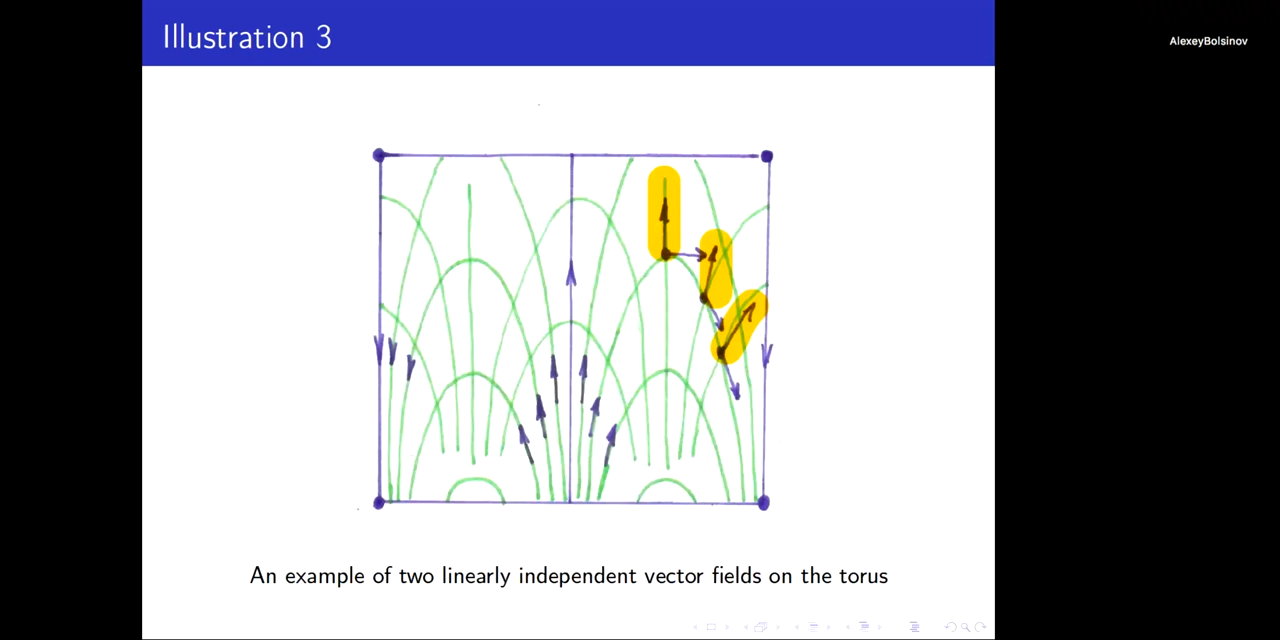 Illustration 3
AlexeyBolsinov
An example of two linearly independent vector fields on the torus